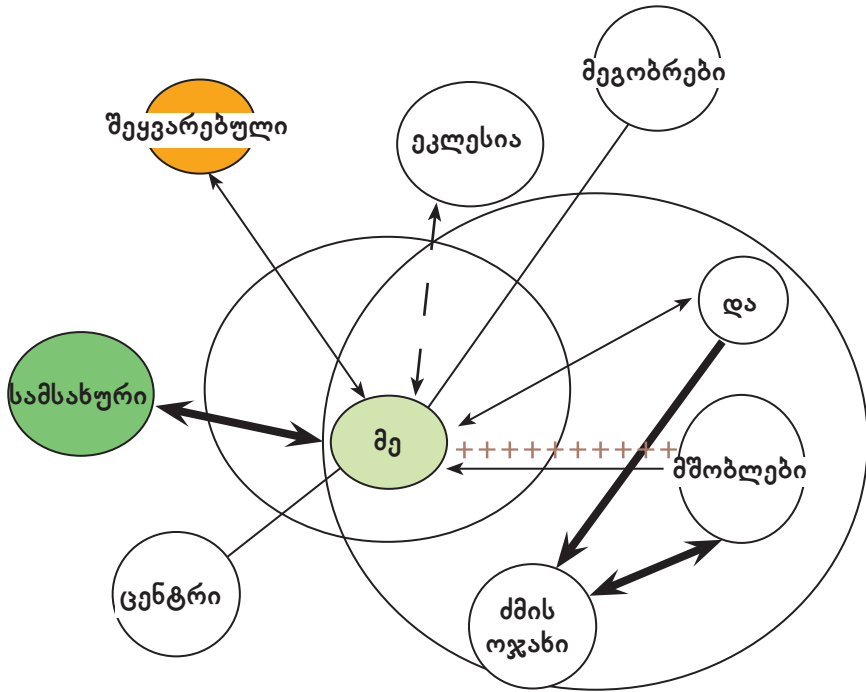 მეგობრები
შეყვარებული
ეკლესია
და
სამსახური
მე
მშობლები
ცენტრი
ძმის
ოჯახი